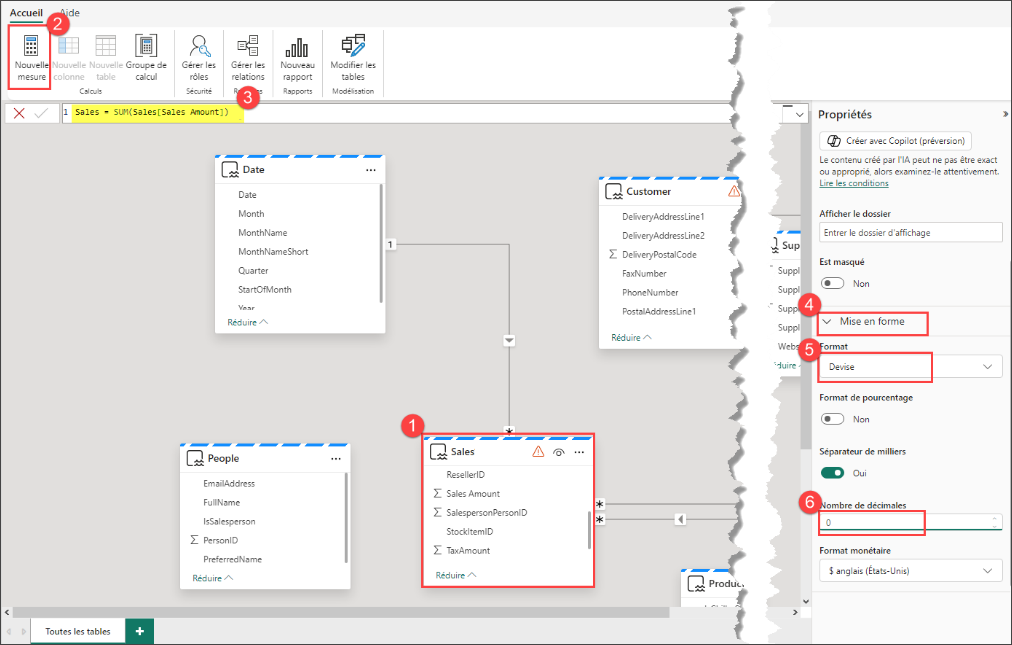 Accueil
Aide
2
Nouvelle mesure
Nouvelle colonne
Nouvelle table
Groupe de calcul
Calculs
Gérer les rôles
Sécurité
Gérer les relations
Nouveau rapport
Rapports
Modifier les tables
Modélisation
3
1 Sales = SUM(Sales[Sales Amount])
Date
Date
Month
MonthName
MonthNameShort
Quarter
StartOfMonth
Year
Réduire
1
Customer
DeliveryAddressLine1
DeliveryAddressLine2
DeliveryPostalCode
FaxNumber
PhoneNumber
PostalAddressLine1
Réduire
Sup
Suppl
Suppl
Suppl
Suppl
Webs
duire
People
EmailAddress
FullName
IsSalesperson
PersonID
PreferredName
Réduire
1
*
Sales
ResellerID
Sales Amount
SalespersonPersonID
StockItemID
TaxAmount
Réduire
*
*
Produc
Toutes les tables
+
Propriétés
Créer avec Copilot (préversion)
Le contenu créé par l'IA peut ne pas être exact
ou approprié, alors examinez-le attentivement.
Lire les conditions
Afficher le dossier
Entrer le dossier d'affichage
Est masqué
Non
4
Mise en forme
5
Format
Devise
Format de pourcentage
Non
Séparateur de milliers
Oui
6
Nombre de décimales
0
Format monétaire
$ anglais (États-Unis)